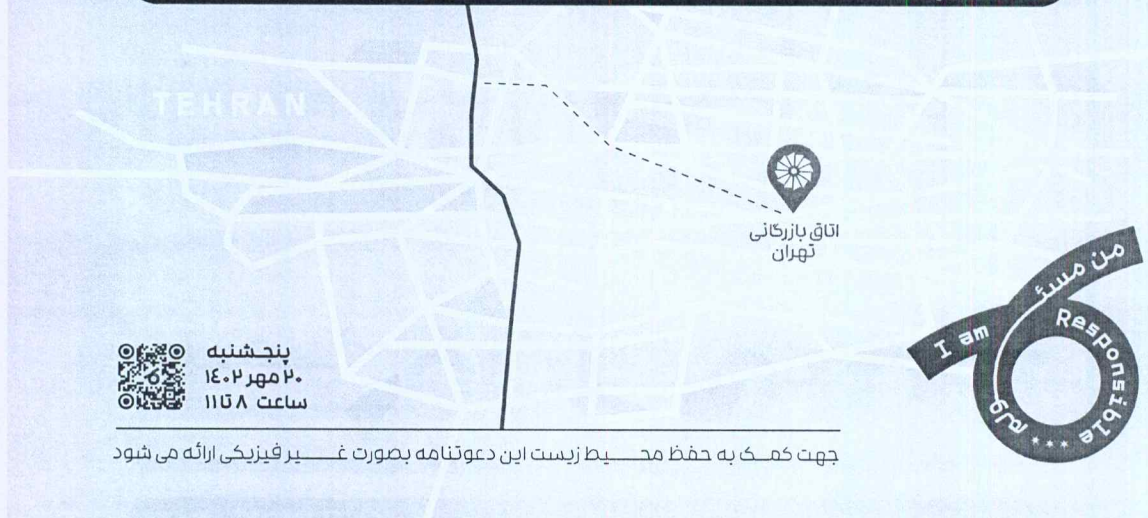 TEHRAN
اتاق بازرگانی
تهران
من مسئولم
I am Responsible
پنجشنبه
۲۰ مهر ۱۴۰۲
ساعت ۸ تا ۱۱
جهت کمک به حفظ محیط زیست این دعوتنامه بصورت غیر فیزیکی ارائه می شود